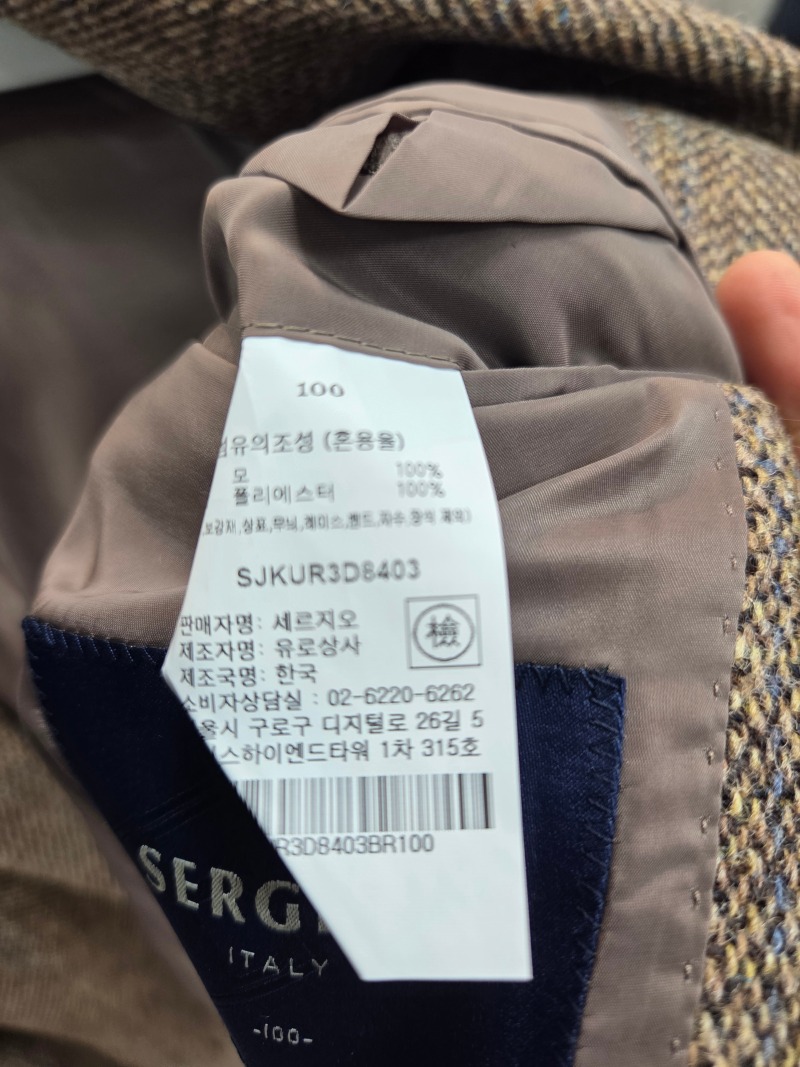 100
섬유의조성 (혼용율)
모 100%
폴리에스터 100%
보강재,상표,무늬,레이스,밴드,자수,장식 제외)
SJKUR3D8403
檢
판매자명: 세르지오
제조자명: 유로상사
제조국명: 한국
소비자상담실 : 02-6220-6262
울시 구로구 디지털로 26길 5
스하이엔드타워 1차 315호
R3D8403BR100
SERG
ITALY
-100-